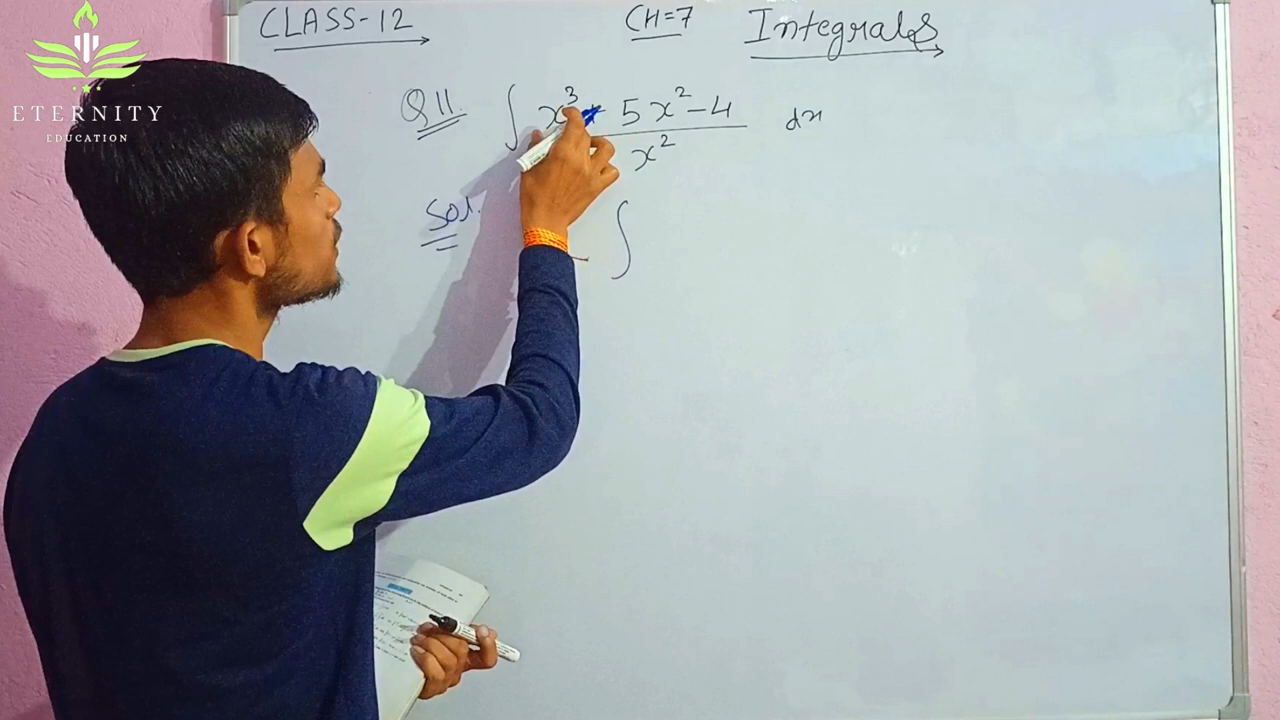 CLASS-12 CH=7 Integrals
ETERNITY
EDUCATION
Q11. ∫ x³ + 5x² - 4 dx
x²
Sol.
∫